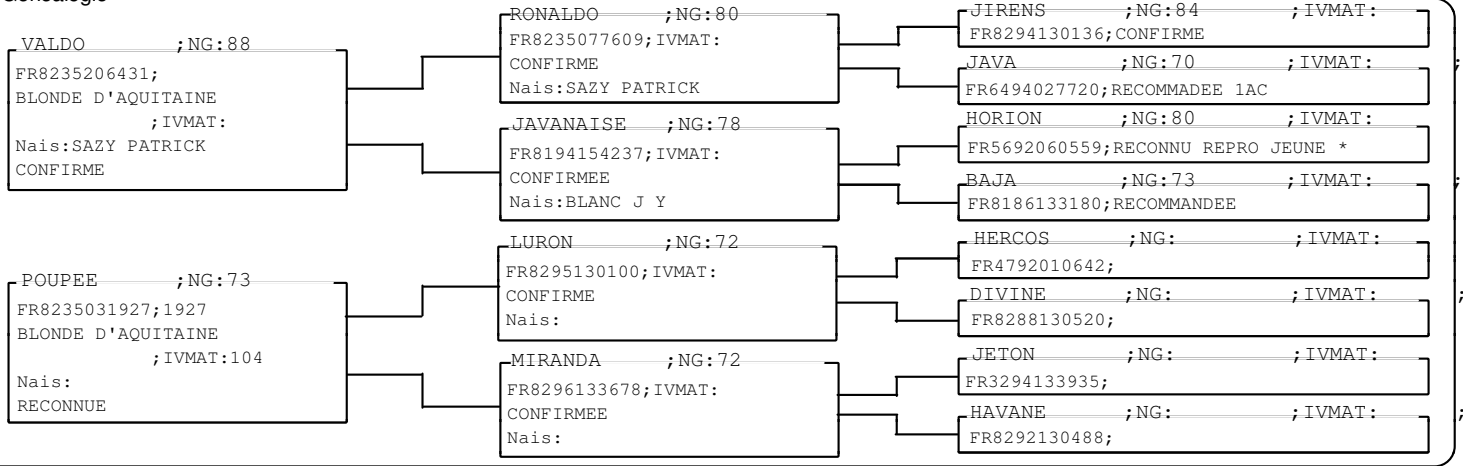 Généalogie
VALDO ;NG:88
FR8235206431;
BLONDE D'AQUITAINE
;IVMAT:
Nais:SAZY PATRICK
CONFIRME
POUPEE ;NG:73
FR8235031927;1927
BLONDE D'AQUITAINE
;IVMAT:104
Nais:
RECONNUE
RONALDO ;NG:80
FR8235077609;IVMAT:
CONFIRME
Nais:SAZY PATRICK
JAVANAISE ;NG:78
FR8194154237;IVMAT:
CONFIRMEE
Nais:BLANC J Y
LURON ;NG:72
FR8295130100;IVMAT:
CONFIRME
Nais:
MIRANDA ;NG:72
FR8296133678;IVMAT:
CONFIRMEE
Nais:
JIRENS ;NG:84 ;IVMAT:
FR8294130136;CONFIRME
JAVA ;NG:70 ;IVMAT: ;
FR6494027720;RECOMMADEE 1AC
HORION ;NG:80 ;IVMAT:
FR5692060559;RECONNU REPRO JEUNE *
BAJA ;NG:73 ;IVMAT: ;
FR8186133180;RECOMMANDEE
HERCOS ;NG: ;IVMAT:
FR4792010642;
DIVINE ;NG: ;IVMAT: ;
FR8288130520;
JETON ;NG: ;IVMAT:
FR3294133935;
HAVANE ;NG: ;IVMAT: ;
FR8292130488;